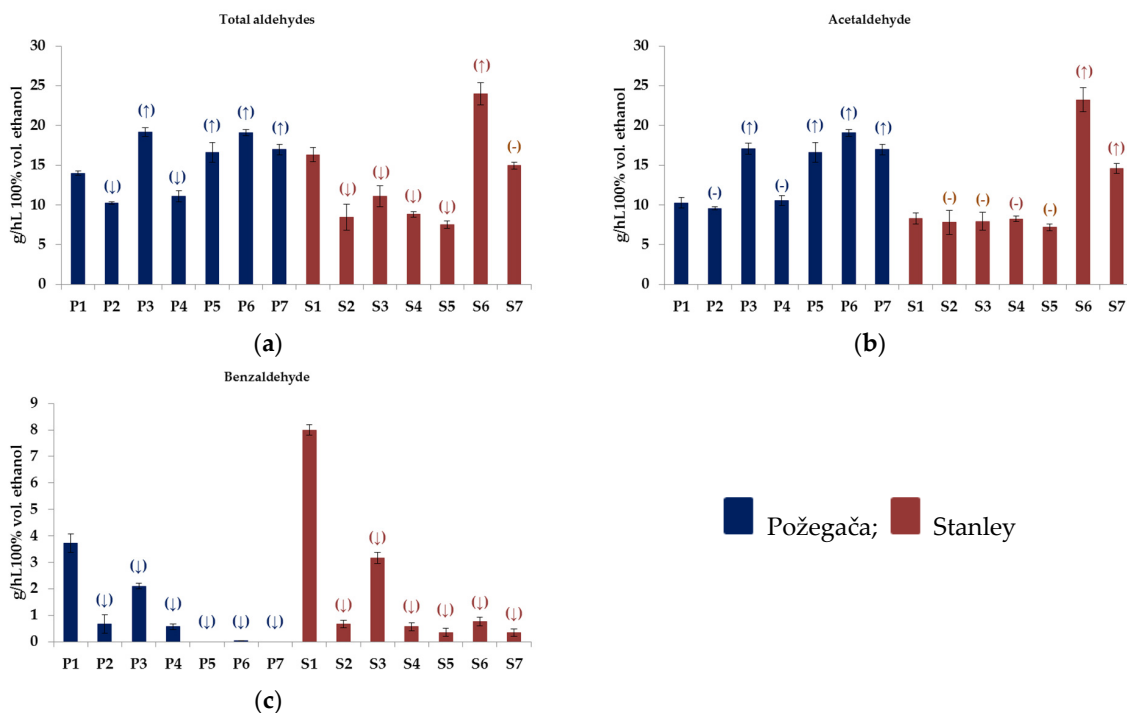 Total aldehydes
g/hL 100% vol. ethanol
30
25
20
15
10
5
0
(↓) (↑) (↓) (↑) (↑) (↑) (↓) (↓) (↓) (↓) (↑) (-)
P1 P2 P3 P4 P5 P6 P7 S1 S2 S3 S4 S5 S6 S7
(a)
Acetaldehyde
g/hL 100% vol. ethanol
30
25
20
15
10
5
0
(-) (↑) (-) (↑) (↑) (↑) (-) (-) (-) (-) (↑) (↑)
P1 P2 P3 P4 P5 P6 P7 S1 S2 S3 S4 S5 S6 S7
(b)
Benzaldehyde
g/hL100% vol. ethanol
9
8
7
6
5
4
3
2
1
0
(↓) (↓) (↓) (↓) (↓) (↓) (↓) (↓) (↓) (↓) (↓) (↓)
P1 P2 P3 P4 P5 P6 P7 S1 S2 S3 S4 S5 S6 S7
(c)
Požegača; Stanley